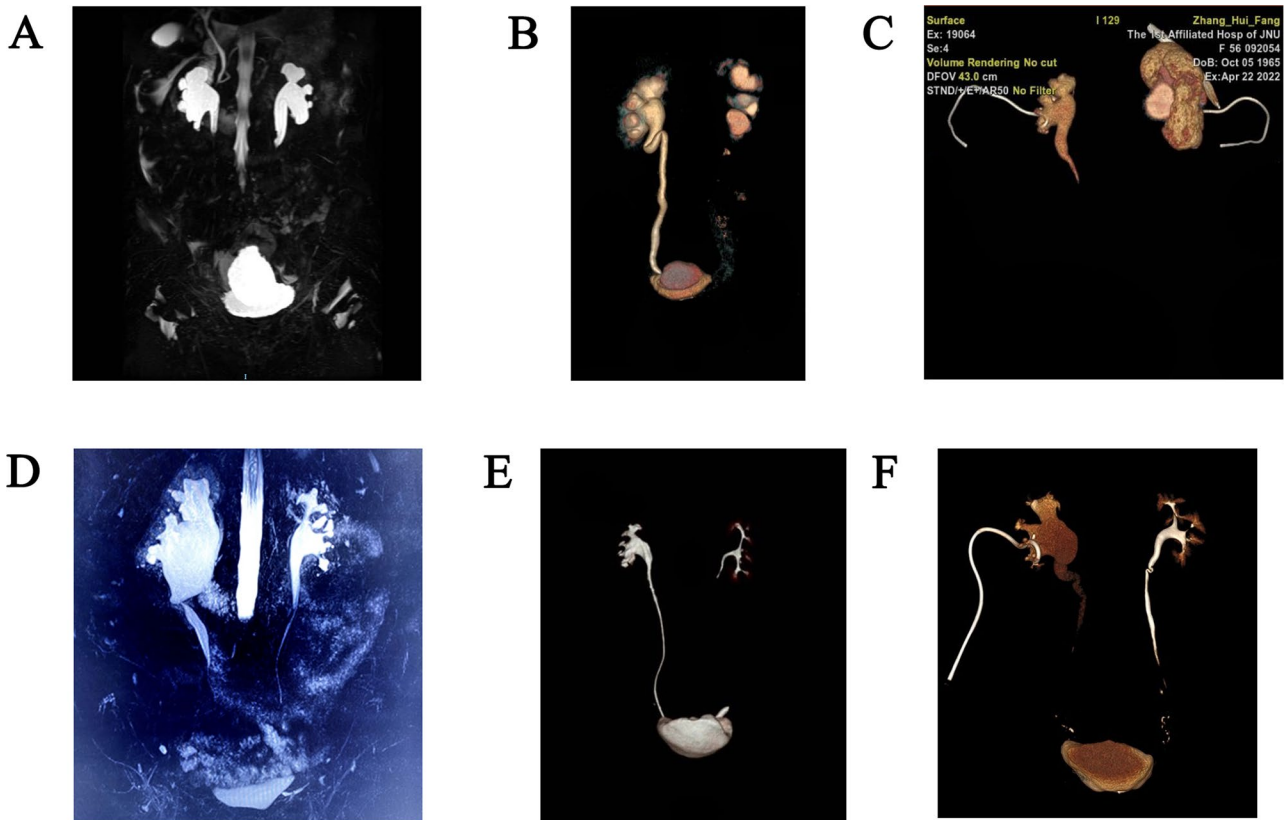 A
B
C
Surface
Ex: 19064
Se:4
Volume Rendering No cut
DFOV 43.0 cm
STND/+/E+/AR50 No Filter
I 129
Zhang_Hui_Fang
The 1st Affiliated Hosp of JNU
F 56 092054
DoB: Oct 05 1965
Ex:Apr 22 2022
D
E
F